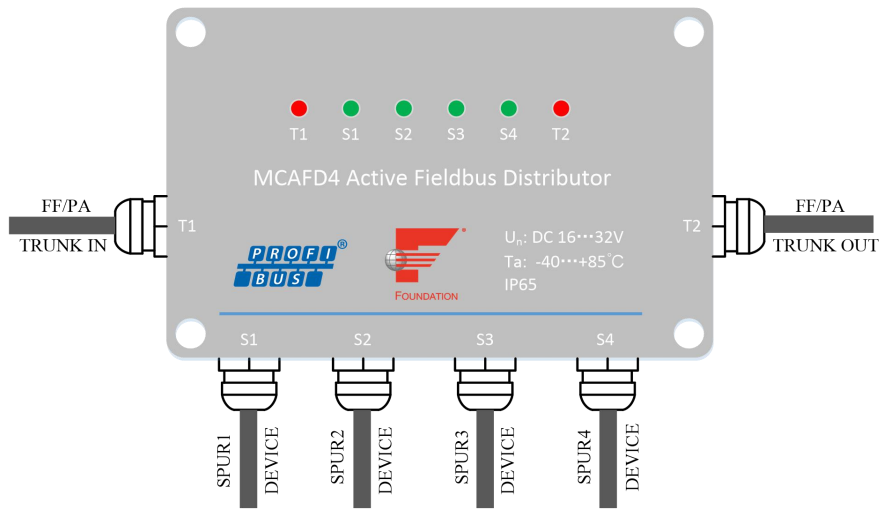 T1 S1 S2 S3 S4 T2
MCAFD4 Active Fieldbus Distributor
FF/PA
TRUNK IN
T1
T2
FF/PA
TRUNK OUT
PROFI®
BUS
FOUNDATION
Un: DC 16···32V
Ta: -40···+85℃
IP65
S1 S2 S3 S4
SPUR1
DEVICE
SPUR2
DEVICE
SPUR3
DEVICE
SPUR4
DEVICE